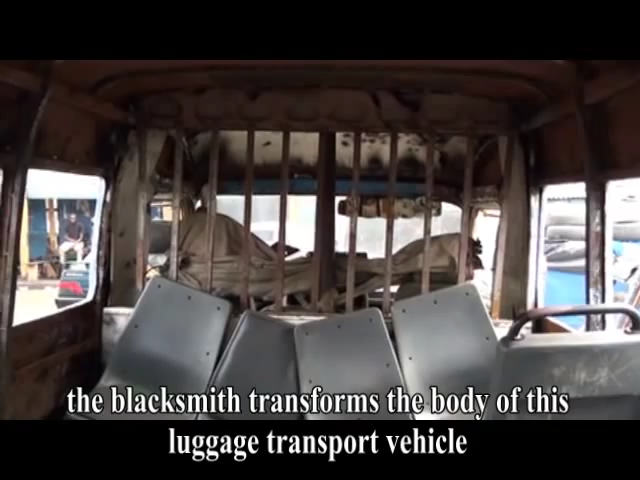 the blacksmith transforms the body of this
luggage transport vehicle